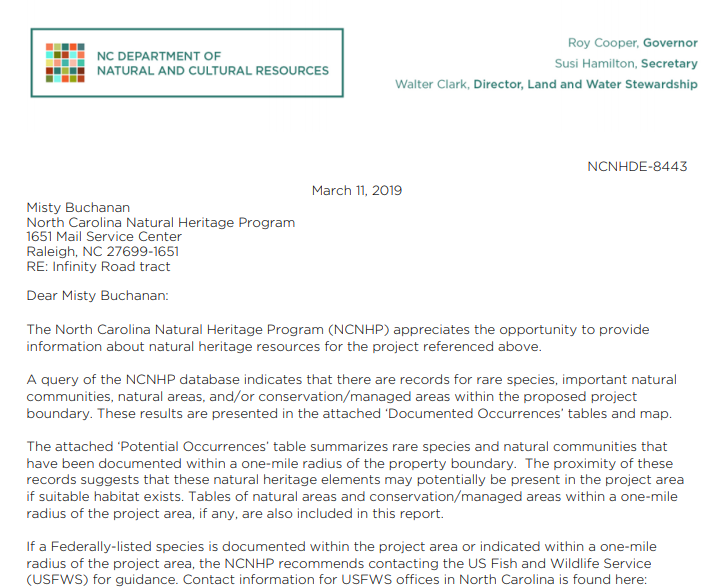 NC DEPARTMENT OF
NATURAL AND CULTURAL RESOURCES
Roy Cooper, Governor
Susi Hamilton, Secretary
Walter Clark, Director, Land and Water Stewardship
NCNHDE-8443
March 11, 2019
Misty Buchanan
North Carolina Natural Heritage Program
1651 Mail Service Center
Raleigh, NC 27699-1651
RE: Infinity Road tract
Dear Misty Buchanan:
The North Carolina Natural Heritage Program (NCNHP) appreciates the opportunity to provide
information about natural heritage resources for the project referenced above.
A query of the NCNHP database indicates that there are records for rare species, important natural
communities, natural areas, and/or conservation/managed areas within the proposed project
boundary. These results are presented in the attached ‘Documented Occurrences’ tables and map.
The attached ‘Potential Occurrences’ table summarizes rare species and natural communities that
have been documented within a one-mile radius of the property boundary.  The proximity of these
records suggests that these natural heritage elements may potentially be present in the project area
if suitable habitat exists. Tables of natural areas and conservation/managed areas within a one-mile
radius of the project area, if any, are also included in this report.
If a Federally-listed species is documented within the project area or indicated within a one-mile
radius of the project area, the NCNHP recommends contacting the US Fish and Wildlife Service
(USFWS) for guidance. Contact information for USFWS offices in North Carolina is found here: